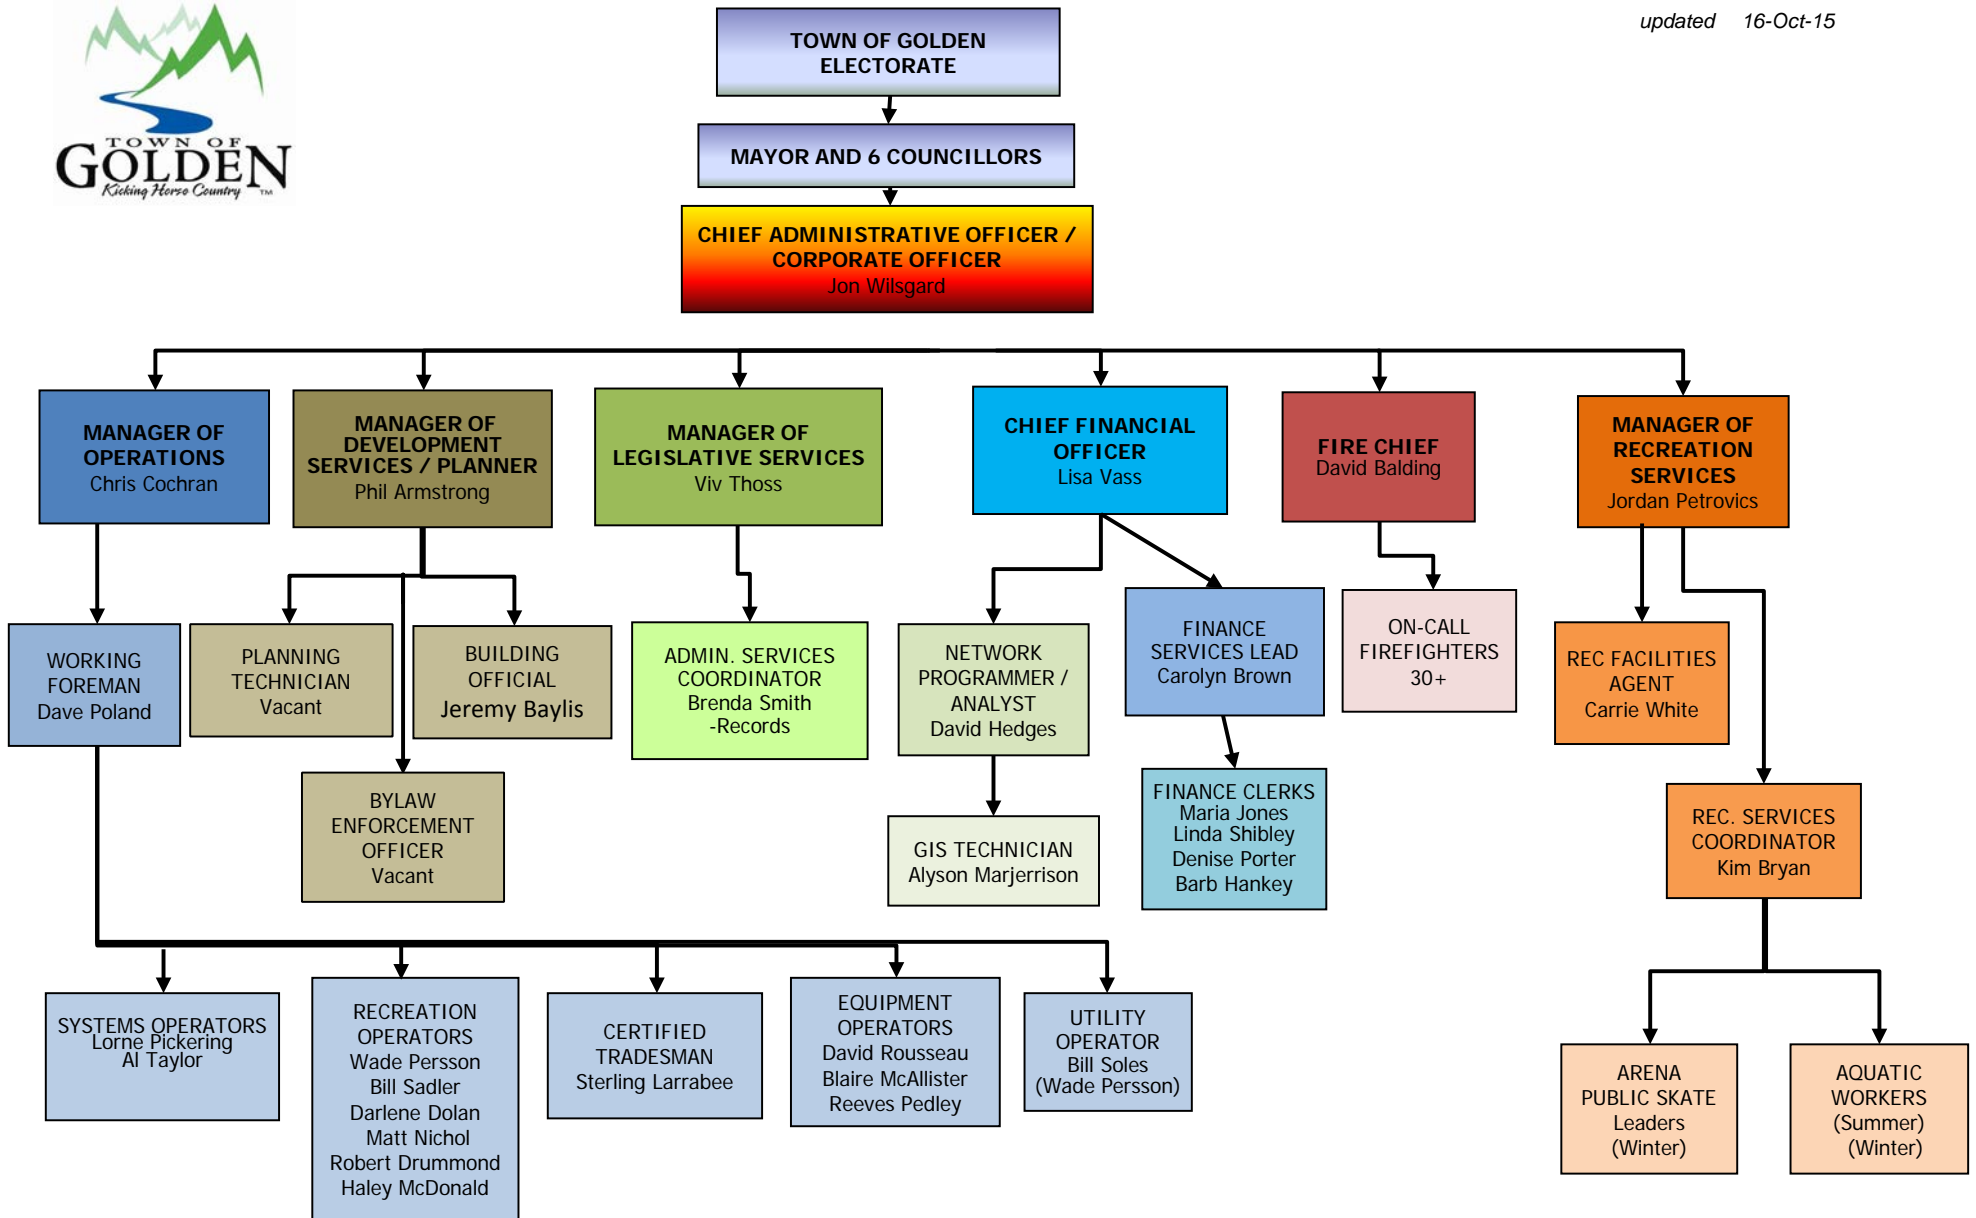 updated 16-Oct-15
TOWN OF
GOLDEN
Kicking Horse Country
TM
TOWN OF GOLDEN
ELECTORATE
MAYOR AND 6 COUNCILLORS
CHIEF ADMINISTRATIVE OFFICER /
CORPORATE OFFICER
Jon Wilsgard
MANAGER OF
OPERATIONS
Chris Cochran
MANAGER OF
DEVELOPMENT
SERVICES / PLANNER
Phil Armstrong
MANAGER OF
LEGISLATIVE SERVICES
Viv Thoss
CHIEF FINANCIAL
OFFICER
Lisa Vass
FIRE CHIEF
David Balding
MANAGER OF
RECREATION
SERVICES
Jordan Petrovics
WORKING
FOREMAN
Dave Poland
PLANNING
TECHNICIAN
Vacant
BUILDING
OFFICIAL
Jeremy Baylis
ADMIN. SERVICES
COORDINATOR
Brenda Smith
-Records
NETWORK
PROGRAMMER /
ANALYST
David Hedges
FINANCE
SERVICES LEAD
Carolyn Brown
ON-CALL
FIREFIGHTERS
30+
REC FACILITIES
AGENT
Carrie White
BYLAW
ENFORCEMENT
OFFICER
Vacant
GIS TECHNICIAN
Alyson Marjerrison
FINANCE CLERKS
Maria Jones
Linda Shibley
Denise Porter
Barb Hankey
REC. SERVICES
COORDINATOR
Kim Bryan
SYSTEMS OPERATORS
Lorne Pickering
Al Taylor
RECREATION
OPERATORS
Wade Persson
Bill Sadler
Darlene Dolan
Matt Nichol
Robert Drummond
Haley McDonald
CERTIFIED
TRADESMAN
Sterling Larrabee
EQUIPMENT
OPERATORS
David Rousseau
Blaire McAllister
Reeves Pedley
UTILITY
OPERATOR
Bill Soles
(Wade Persson)
ARENA
PUBLIC SKATE
Leaders
(Winter)
AQUATIC
WORKERS
(Summer)
(Winter)